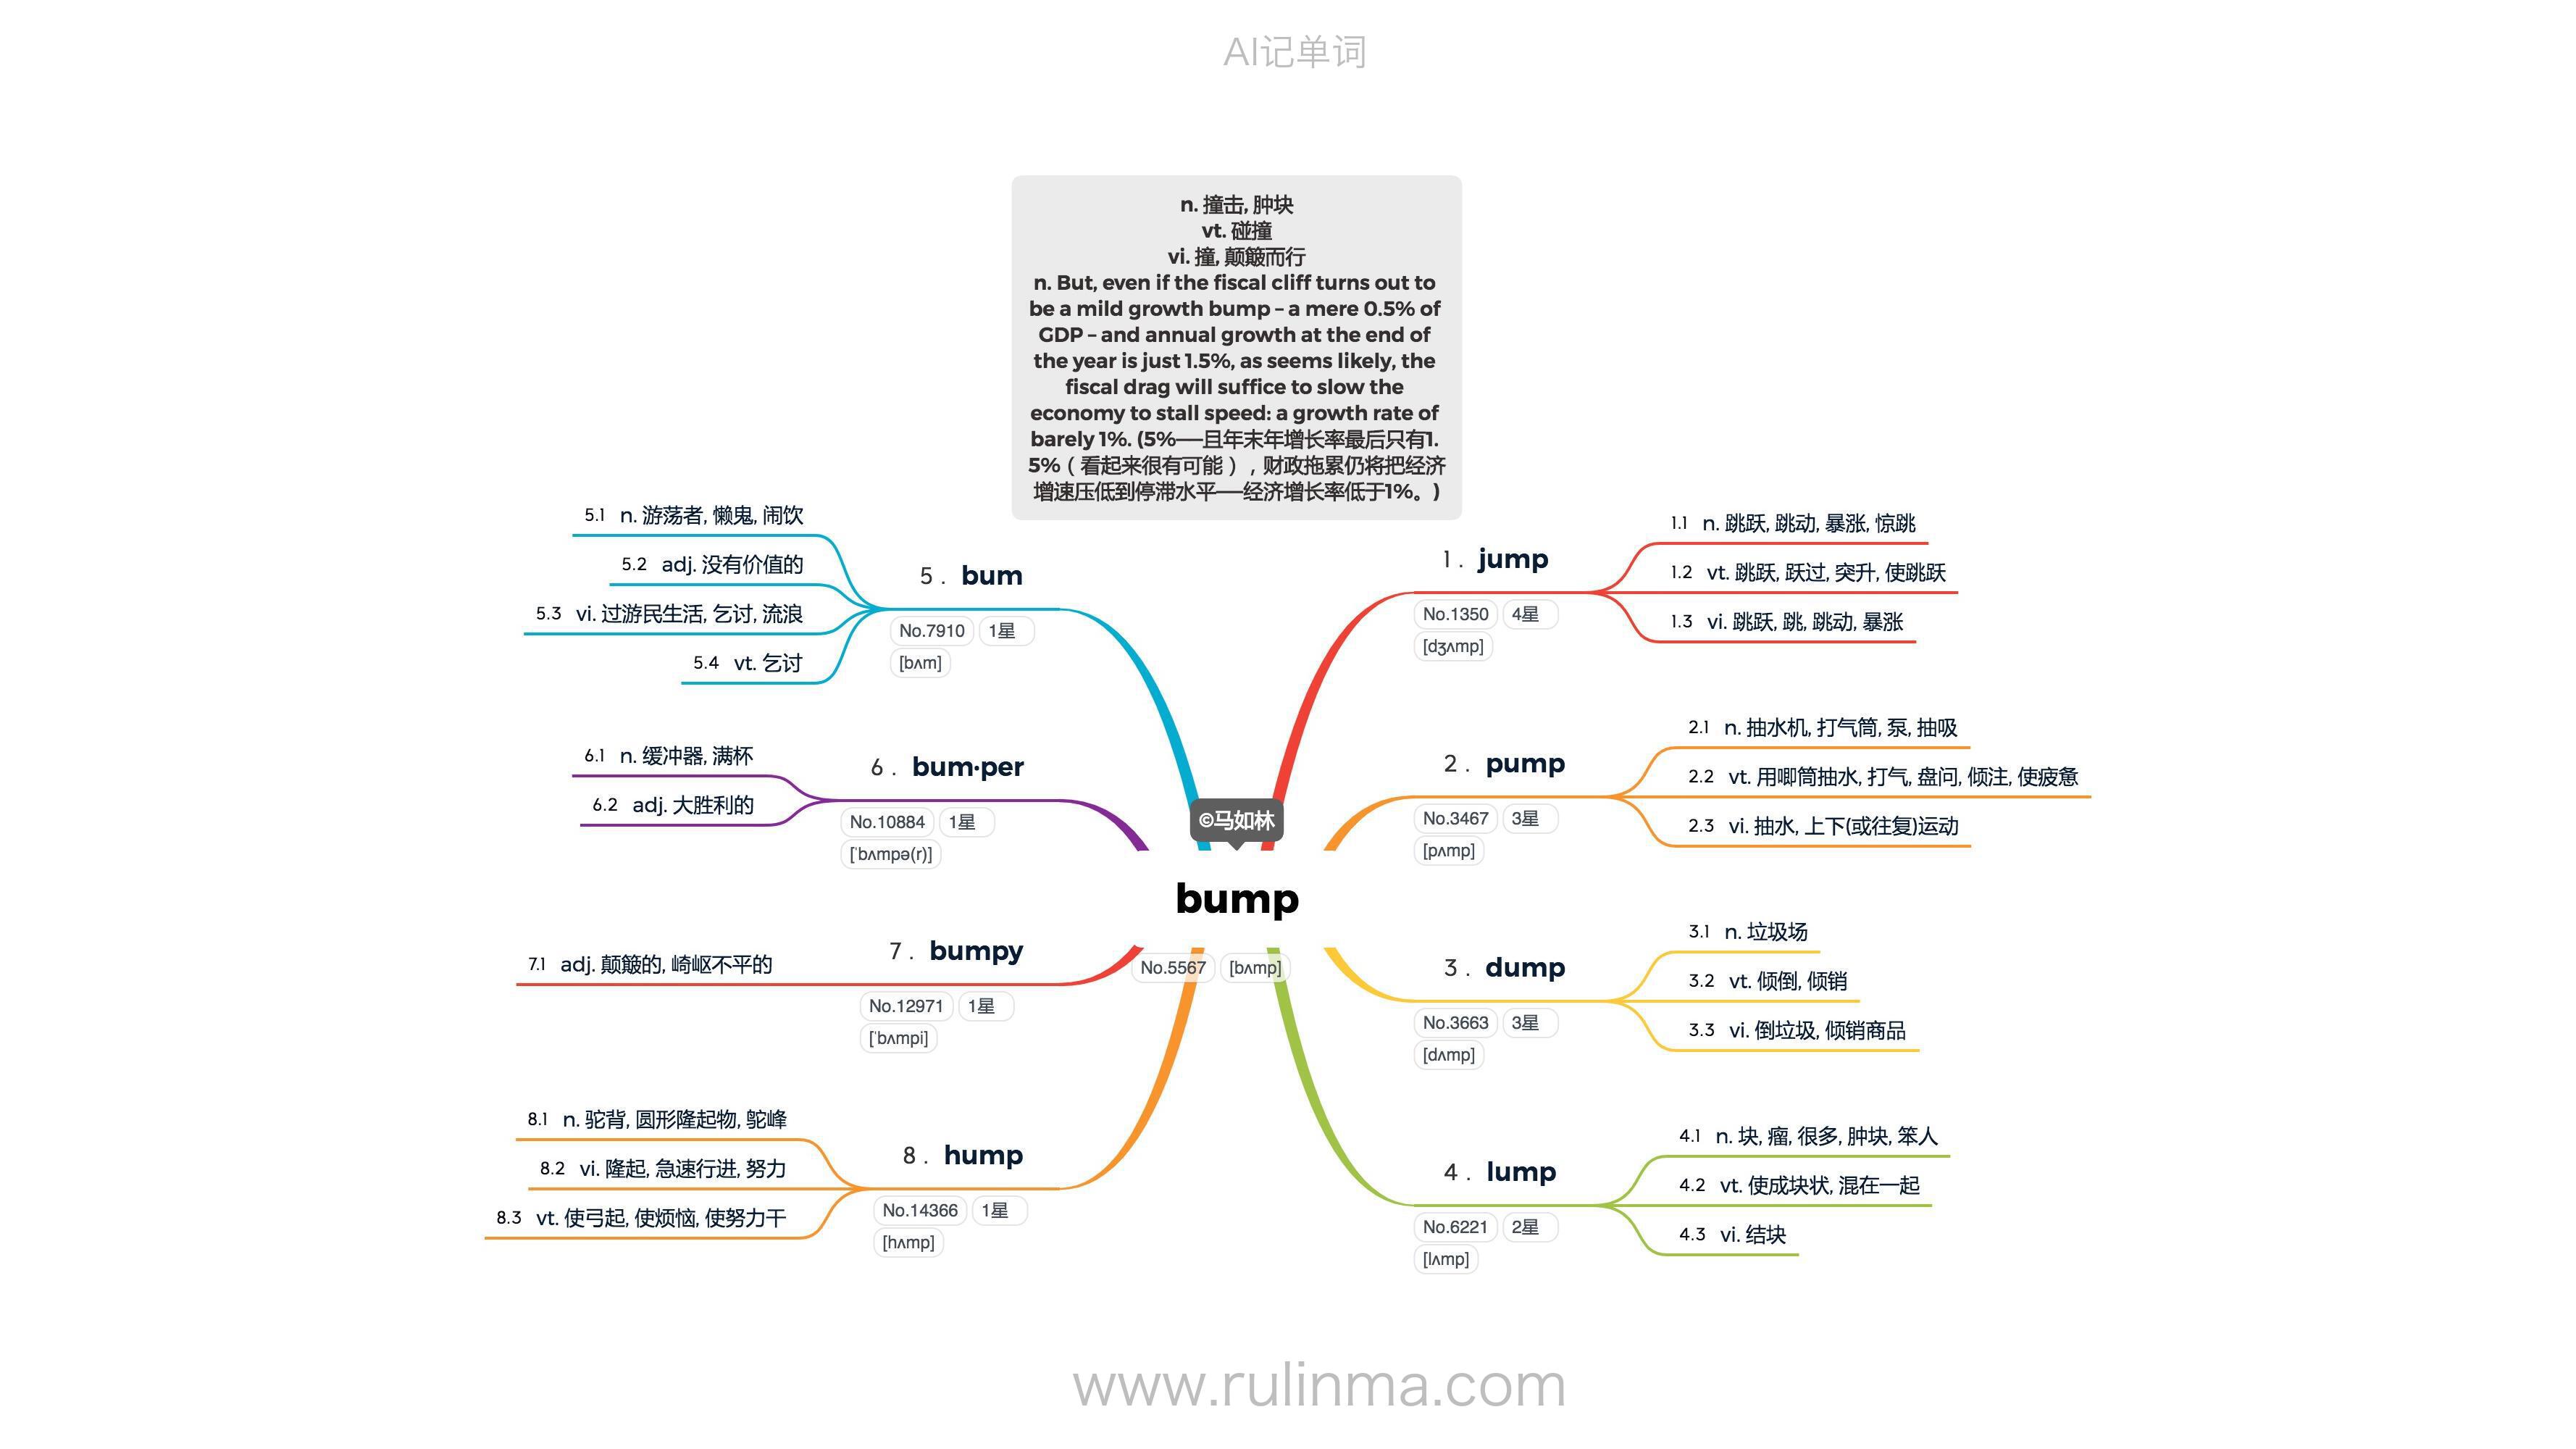 AI记单词
n. 撞击, 肿块
vt. 碰撞
vi. 撞, 颠簸而行
n. But, even if the fiscal cliff turns out to
be a mild growth bump – a mere 0.5% of
GDP – and annual growth at the end of
the year is just 1.5%, as seems likely, the
fiscal drag will suffice to slow the
economy to stall speed: a growth rate of
barely 1%. (5%──且年末年增长率最后只有1.
5%（看起来很有可能），财政拖累仍将把经济
增速压低到停滞水平──经济增长率低于1%。)
©马如林
bump
No.5567 [bʌmp]
1. jump
No.1350 4星
[dʒʌmp]
1.1 n. 跳跃, 跳动, 暴涨, 惊跳
1.2 vt. 跳跃, 跃过, 突升, 使跳跃
1.3 vi. 跳跃, 跳, 跳动, 暴涨
2. pump
No.3467 3星
[pʌmp]
2.1 n. 抽水机, 打气筒, 泵, 抽吸
2.2 vt. 用唧筒抽水, 打气, 盘问, 倾注, 使疲惫
2.3 vi. 抽水, 上下(或往复)运动
3. dump
No.3663 3星
[dʌmp]
3.1 n. 垃圾场
3.2 vt. 倾倒, 倾销
3.3 vi. 倒垃圾, 倾销商品
4. lump
No.6221 2星
[lʌmp]
4.1 n. 块, 瘤, 很多, 肿块, 笨人
4.2 vt. 使成块状, 混在一起
4.3 vi. 结块
5. bum
No.7910 1星
[bʌm]
5.1 n. 游荡者, 懒鬼, 闹饮
5.2 adj. 没有价值的
5.3 vi. 过游民生活, 乞讨, 流浪
5.4 vt. 乞讨
6. bum·per
No.10884 1星
[ˈbʌmpə(r)]
6.1 n. 缓冲器, 满杯
6.2 adj. 大胜利的
7. bumpy
No.12971 1星
[ˈbʌmpi]
7.1 adj. 颠簸的, 崎岖不平的
8. hump
No.14366 1星
[hʌmp]
8.1 n. 驼背, 圆形隆起物, 鸵峰
8.2 vi. 隆起, 急速行进, 努力
8.3 vt. 使弓起, 使烦恼, 使努力干
www.rulinma.com